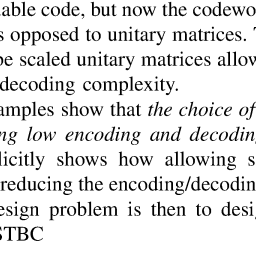 able code, but now the codewo
s opposed to unitary matrices.
be scaled unitary matrices allow
decoding complexity.
amples show that the choice of
ng low encoding and decodin
licitly shows how allowing s
reducing the encoding/decodin
esign problem is then to desi
STBC